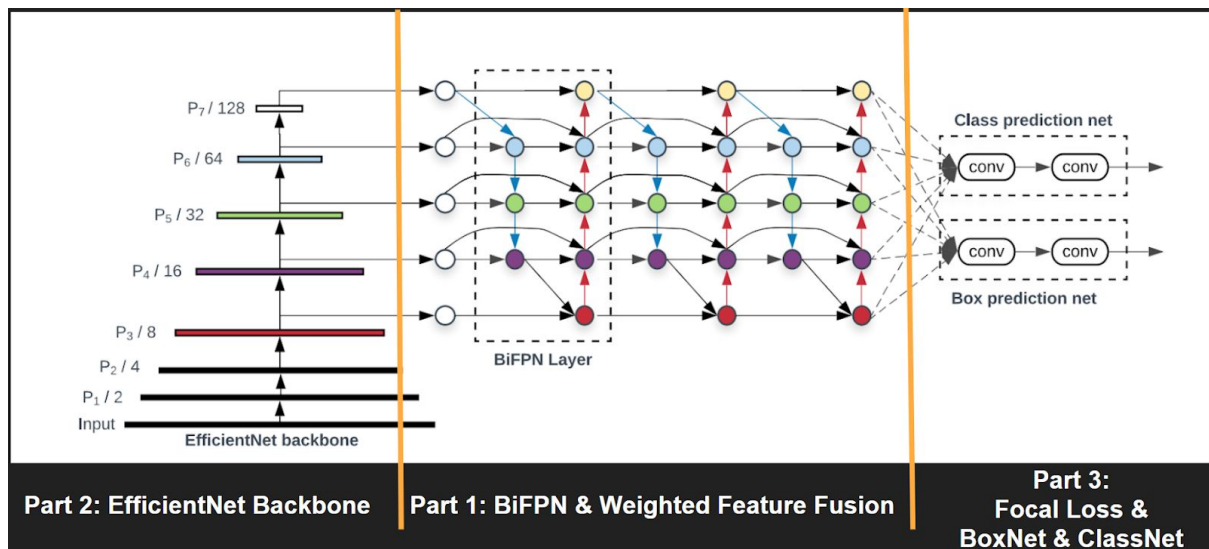 P7 / 128
P6 / 64
P5 / 32
P4 / 16
P3 / 8
P2 / 4
P1 / 2
Input
EfficientNet backbone
BiFPN Layer
Class prediction net
conv
conv
conv
conv
Box prediction net
Part 2: EfficientNet Backbone
Part 1: BiFPN & Weighted Feature Fusion
Part 3:
Focal Loss &
BoxNet & ClassNet